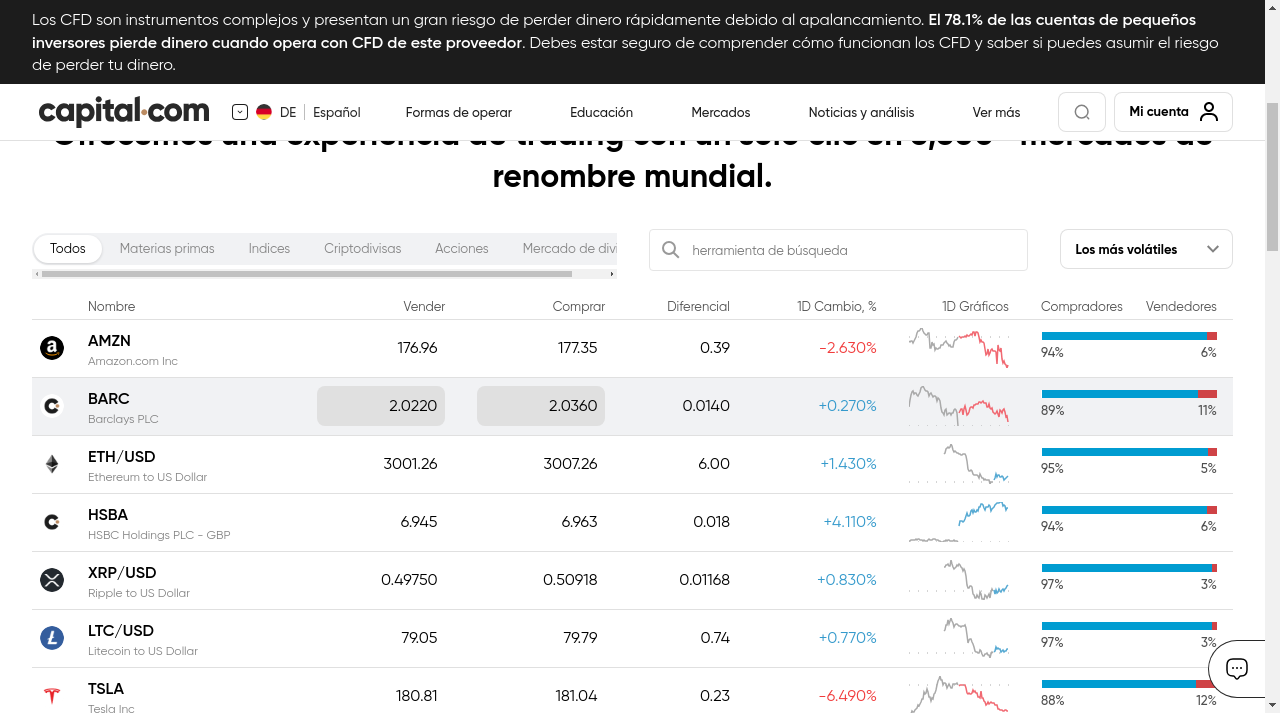 Los CFD son instrumentos complejos y presentan un gran riesgo de perder dinero rápidamente debido al apalancamiento. El 78.1% de las cuentas de pequeños
inversores pierde dinero cuando opera con CFD de este proveedor. Debes estar seguro de comprender cómo funcionan los CFD y saber si puedes asumir el riesgo
de perder tu dinero.
capital.com DE Español Formas de operar Educación Mercados Noticias y análisis Ver más Mi cuenta
Ofrecemos una experiencia de trading con un solo clic en
renombre mundial.
Todos Materias primas Indices Criptodivisas Acciones Mercado de divi herramienta de búsqueda Los más volátiles
Nombre Vender Comprar Diferencial 1D Cambio, % 1D Gráficos Compradores Vendedores
AMZN 176.96 177.35 0.39 -2.630%
Amazon.com Inc 94% 6%
BARC 2.0220 2.0360 0.0140 +0.270%
Barclays PLC 89% 11%
ETH/USD 3001.26 3007.26 6.00 +1.430%
Ethereum to US Dollar 95% 5%
HSBA 6.945 6.963 0.018 +4.110%
HSBC Holdings PLC - GBP 94% 6%
XRP/USD 0.49750 0.50918 0.01168 +0.830%
Ripple to US Dollar 97% 3%
LTC/USD 79.05 79.79 0.74 +0.770%
Litecoin to US Dollar 97% 3%
TSLA 180.81 181.04 0.23 -6.490%
Tesla Inc 88% 12%